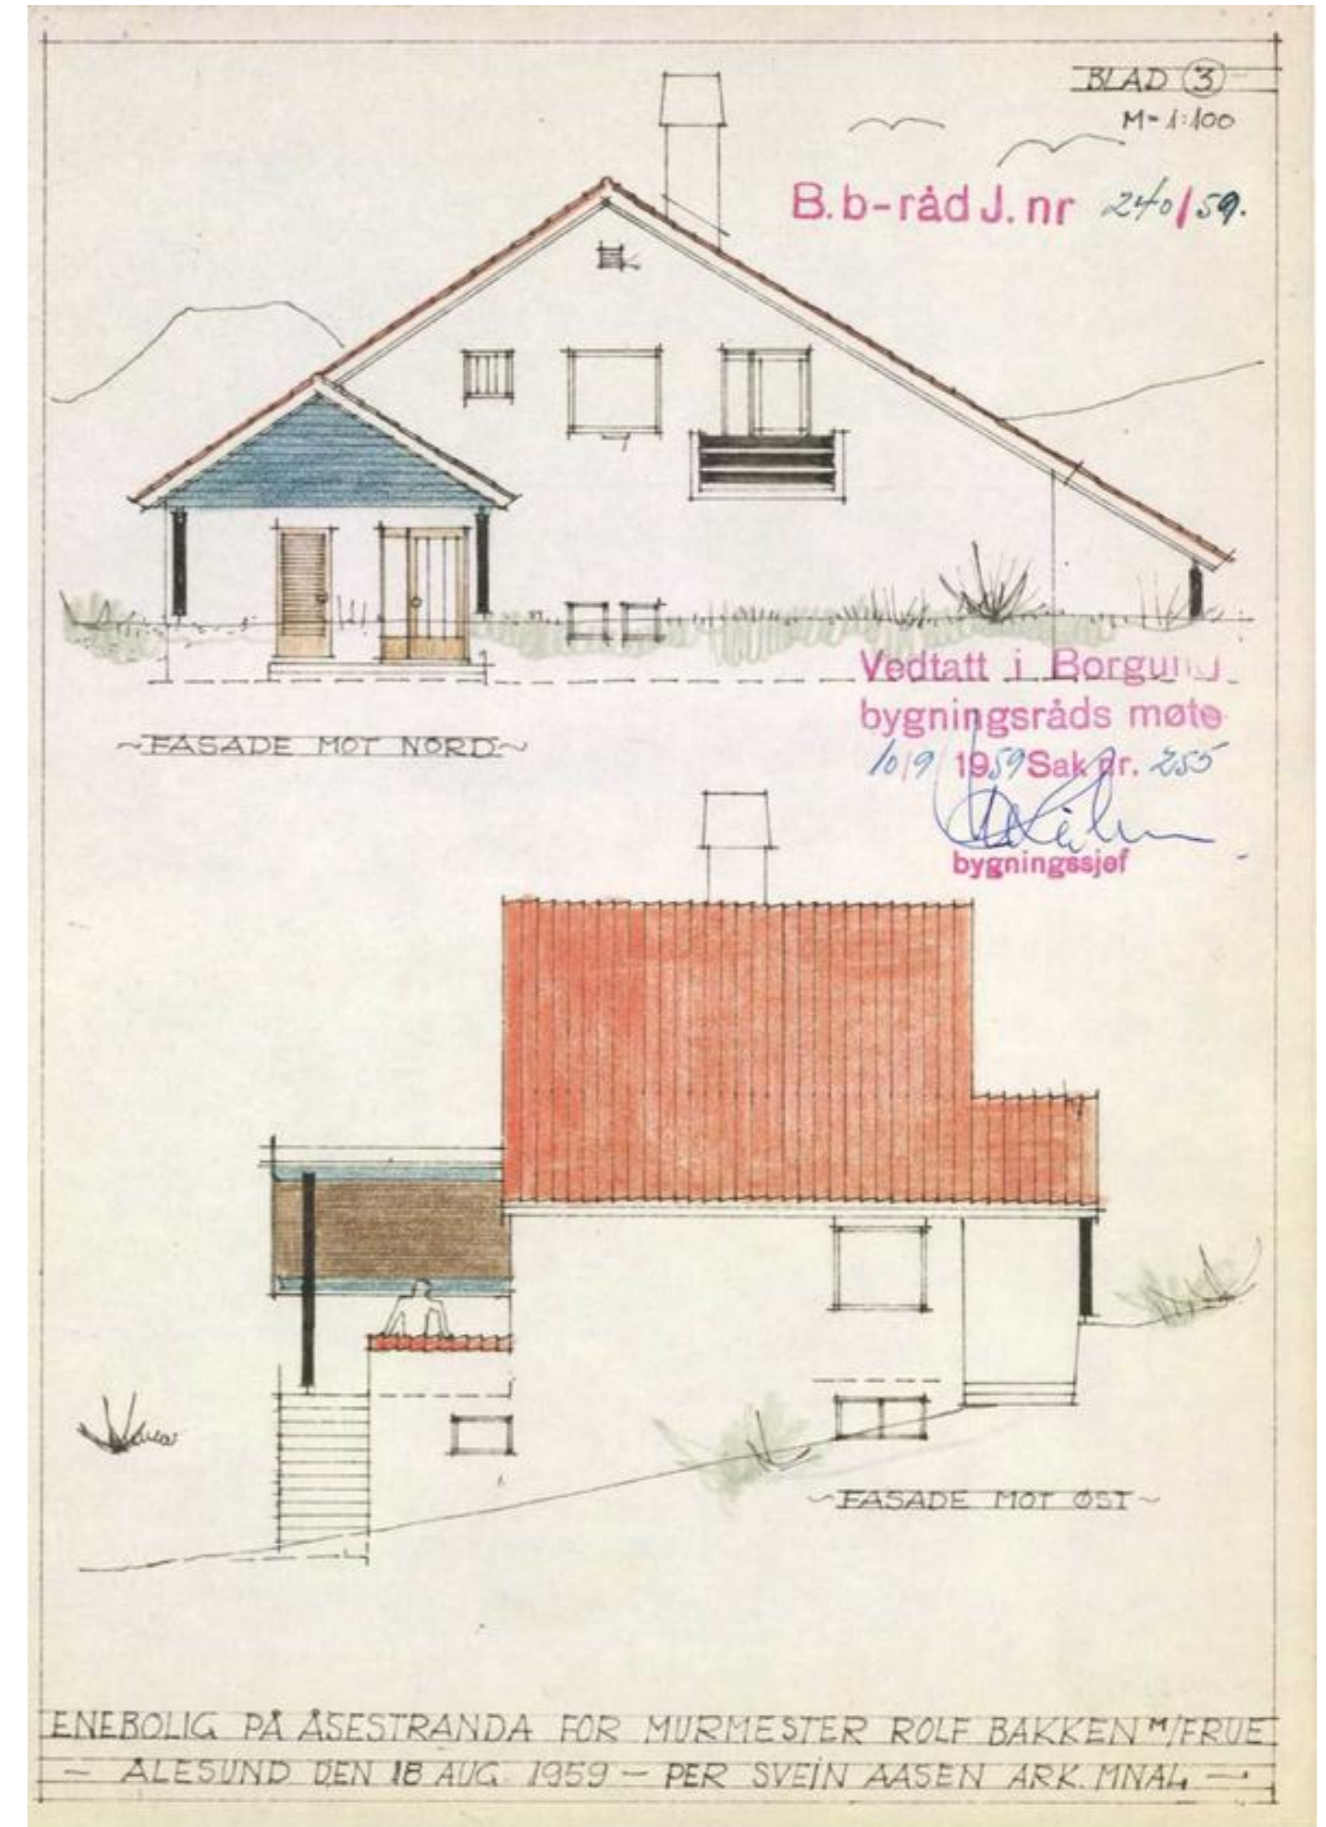 BLAD 3
M= 1:100
B.b-råd J. nr 240/59.
~FASADE MOT NORD~
Vedtatt i Borgund
bygningsråds møte
10/9 1959 Sak nr. 255
bygningssjef
~FASADE MOT ØST~
ENEBOLIG PÅ ÅSESTRANDA FOR MURMESTER ROLF BAKKEN M/FRUE
— ÅLESUND DEN 18 AUG. 1959 — PER SVEIN AASEN ARK. MNAL —